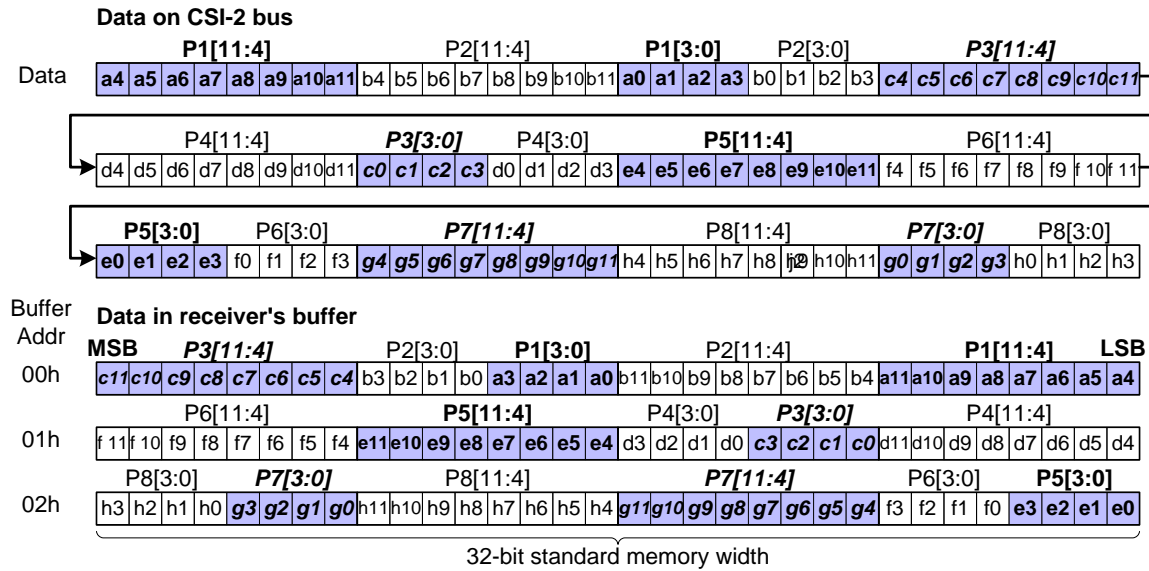 Data on CSI-2 bus
P1[11:4] P2[11:4] P1[3:0] P2[3:0] P3[11:4]
Data a4 a5 a6 a7 a8 a9 a10 a11 b4 b5 b6 b7 b8 b9 b10 b11 a0 a1 a2 a3 b0 b1 b2 b3 c4 c5 c6 c7 c8 c9 c10 c11
P4[11:4] P3[3:0] P4[3:0] P5[11:4] P6[11:4]
d4 d5 d6 d7 d8 d9 d10 d11 c0 c1 c2 c3 d0 d1 d2 d3 e4 e5 e6 e7 e8 e9 e10 e11 f4 f5 f6 f7 f8 f9 f 10 f 11
P5[3:0] P6[3:0] P7[11:4] P8[11:4] P7[3:0] P8[3:0]
e0 e1 e2 e3 f0 f1 f2 f3 g4 g5 g6 g7 g8 g9 g10 g11 h4 h5 h6 h7 h8 h10 h11 g0 g1 g2 g3 h0 h1 h2 h3
Buffer Addr
Data in receiver's buffer
MSB P3[11:4] P2[3:0] P1[3:0] P2[11:4] P1[11:4] LSB
00h c11 c10 c9 c8 c7 c6 c5 c4 b3 b2 b1 b0 a3 a2 a1 a0 b11 b10 b9 b8 b7 b6 b5 b4 a11 a10 a9 a8 a7 a6 a5 a4
P6[11:4] P5[11:4] P4[3:0] P3[3:0] P4[11:4]
01h f 11 f 10 f9 f8 f7 f6 f5 f4 e11 e10 e9 e8 e7 e6 e5 e4 d3 d2 d1 d0 c3 c2 c1 c0 d11 d10 d9 d8 d7 d6 d5 d4
P8[3:0] P7[3:0] P8[11:4] P7[11:4] P6[3:0] P5[3:0]
02h h3 h2 h1 h0 g3 g2 g1 g0 h11 h10 h9 h8 h7 h6 h5 h4 g11 g10 g9 g8 g7 g6 g5 g4 f3 f2 f1 f0 e3 e2 e1 e0
32-bit standard memory width